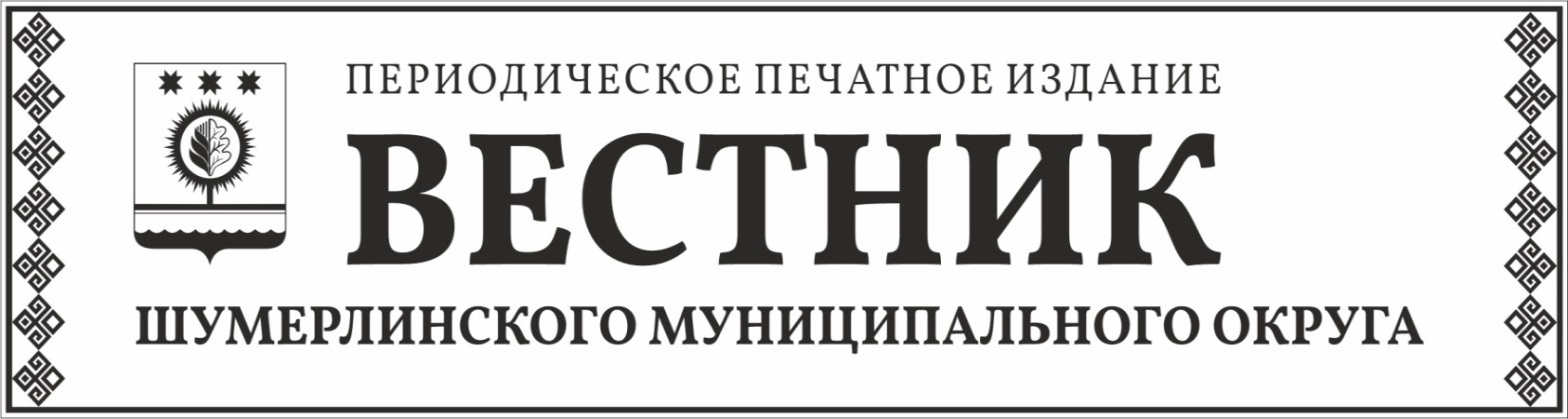 ПЕРИОДИЧЕСКОЕ ПЕЧАТНОЕ ИЗДАНИЕ
ВЕСТНИК
ШУМЕРЛИНСКОГО МУНИЦИПАЛЬНОГО ОКРУГА